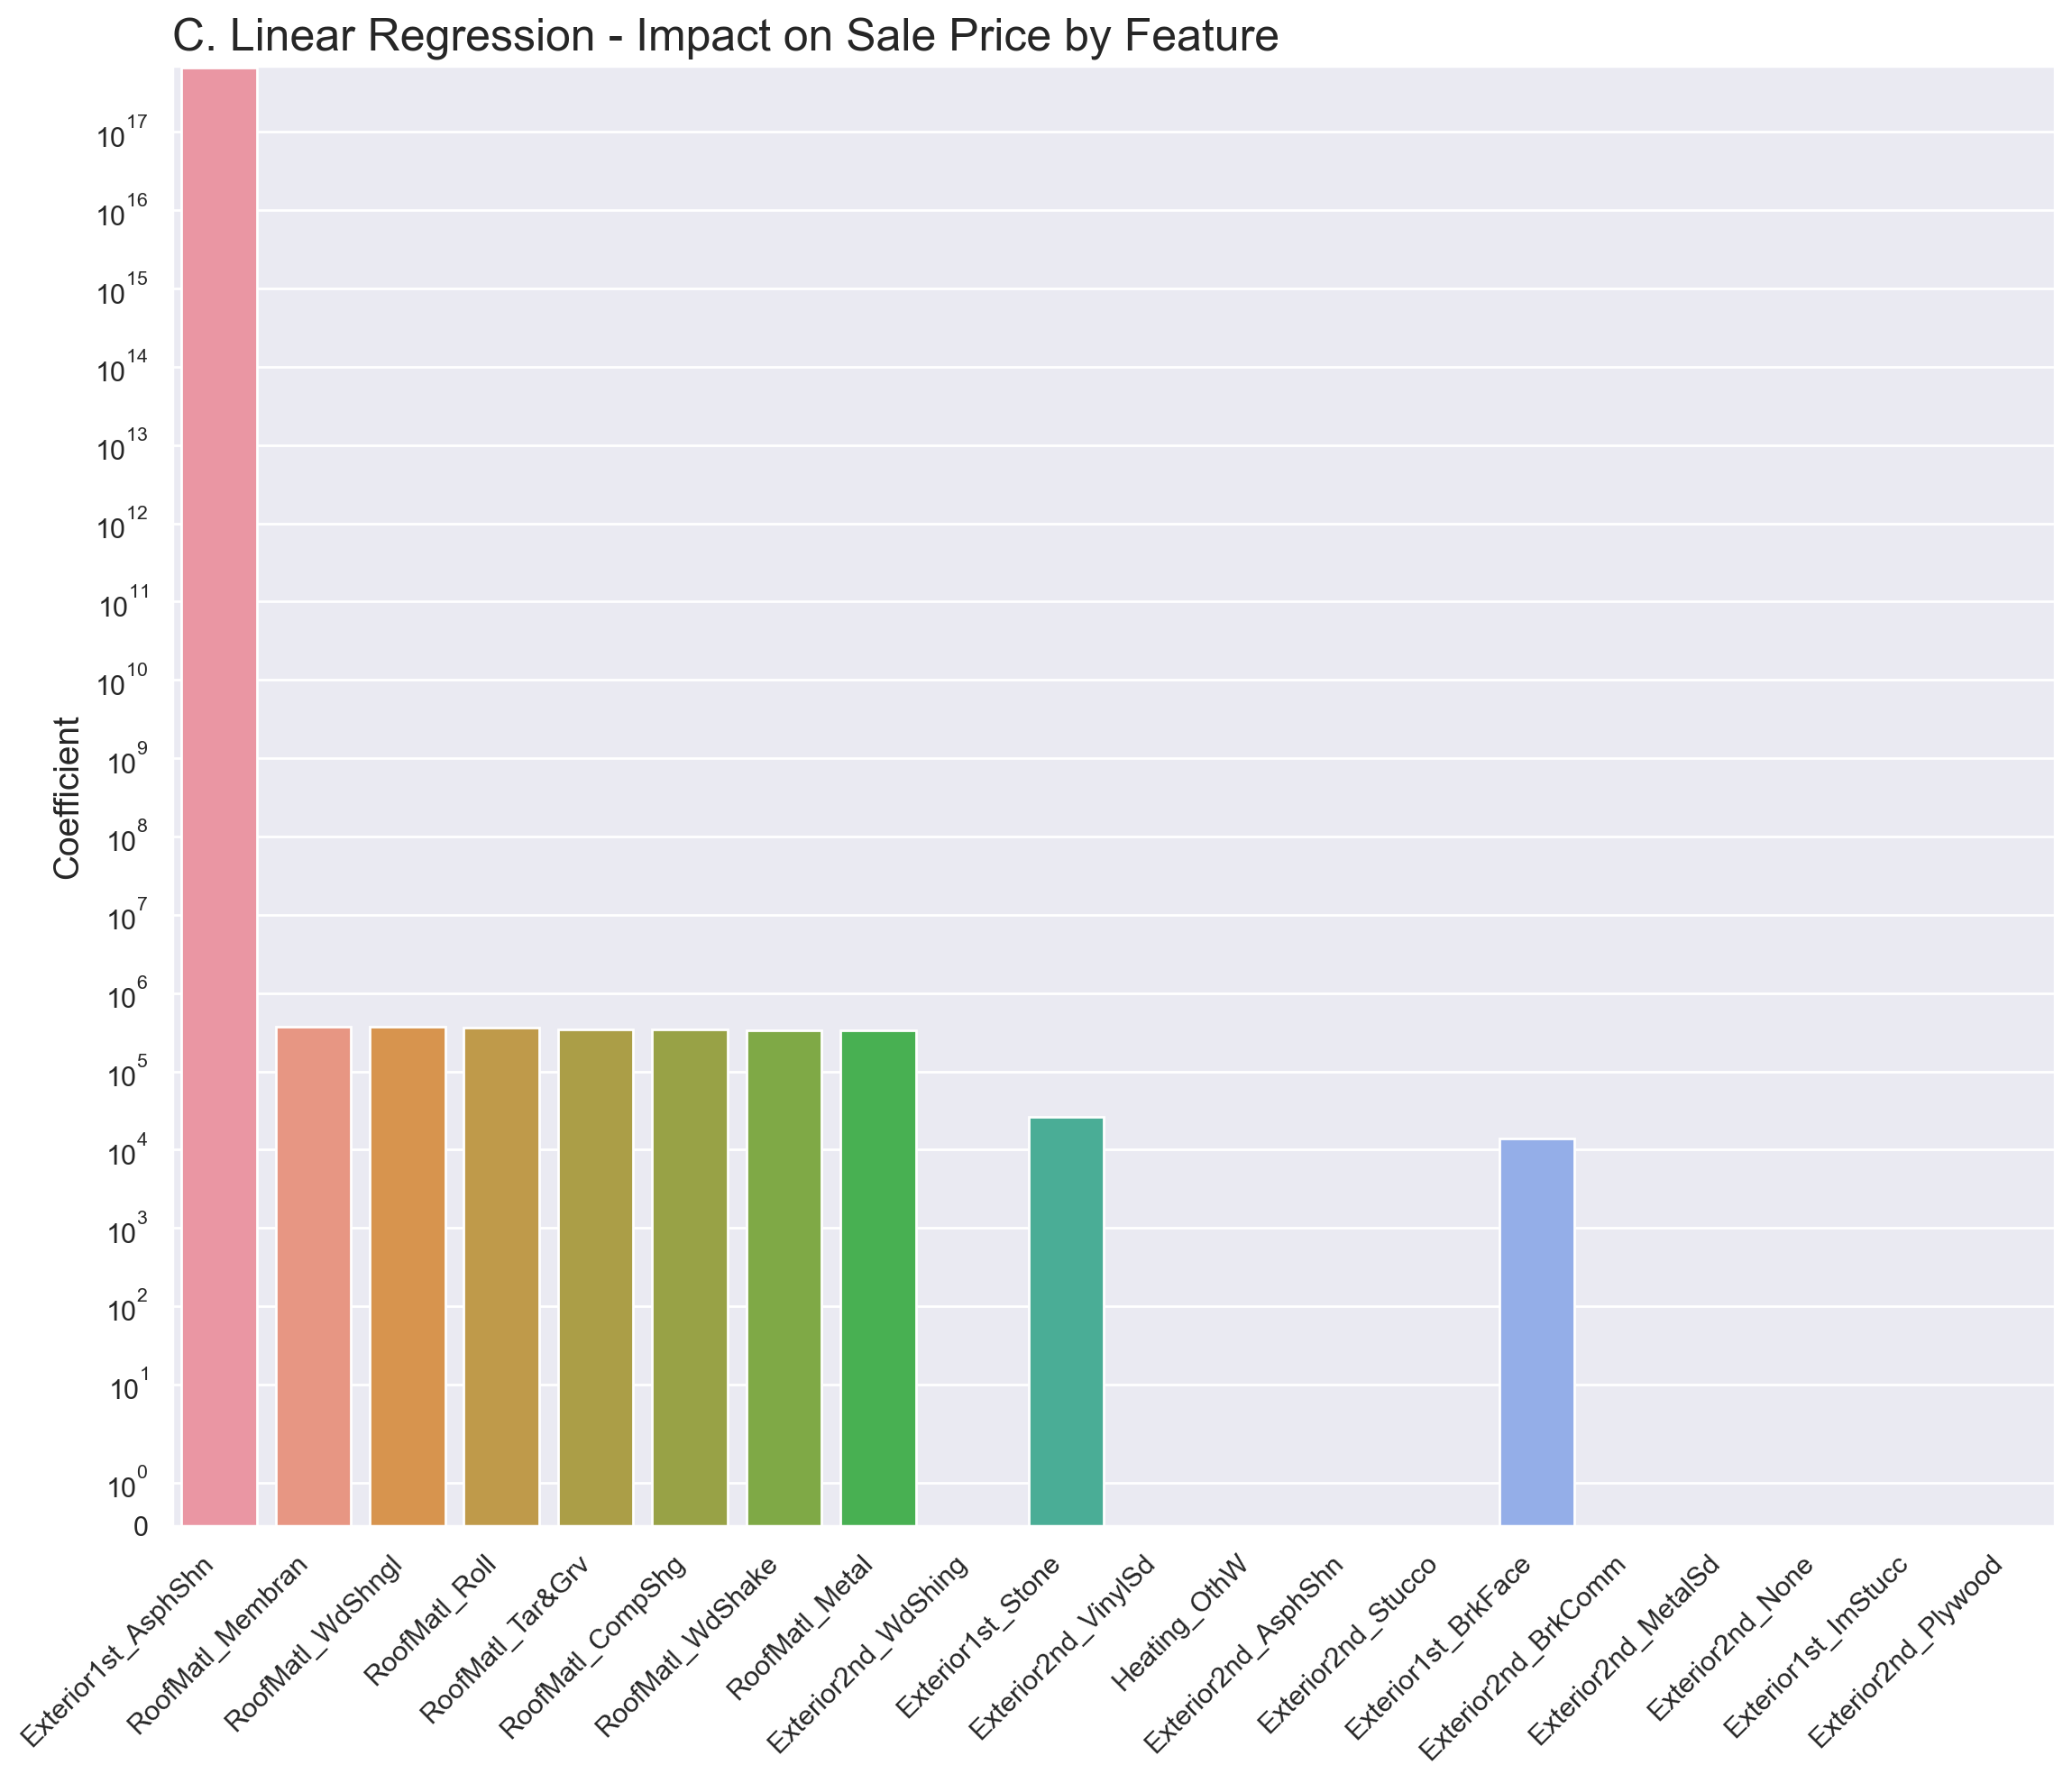 C. Linear Regression - Impact on Sale Price by Feature
Coefficient
10^17
10^16
10^15
10^14
10^13
10^12
10^11
10^10
10^9
10^8
10^7
10^6
10^5
10^4
10^3
10^2
10^1
10^0
0
Exterior1st_AsphShn
RoofMatl_Membran
RoofMatl_WdShngl
RoofMatl_Roll
RoofMatl_Tar&Grv
RoofMatl_CompShg
RoofMatl_WdShake
RoofMatl_Metal
Exterior2nd_WdShing
Exterior1st_Stone
Exterior2nd_VinylSd
Heating_OthW
Exterior2nd_AsphShn
Exterior2nd_Stucco
Exterior1st_BrkFace
Exterior2nd_BrkComm
Exterior2nd_MetalSd
Exterior2nd_None
Exterior1st_ImStucc
Exterior2nd_Plywood